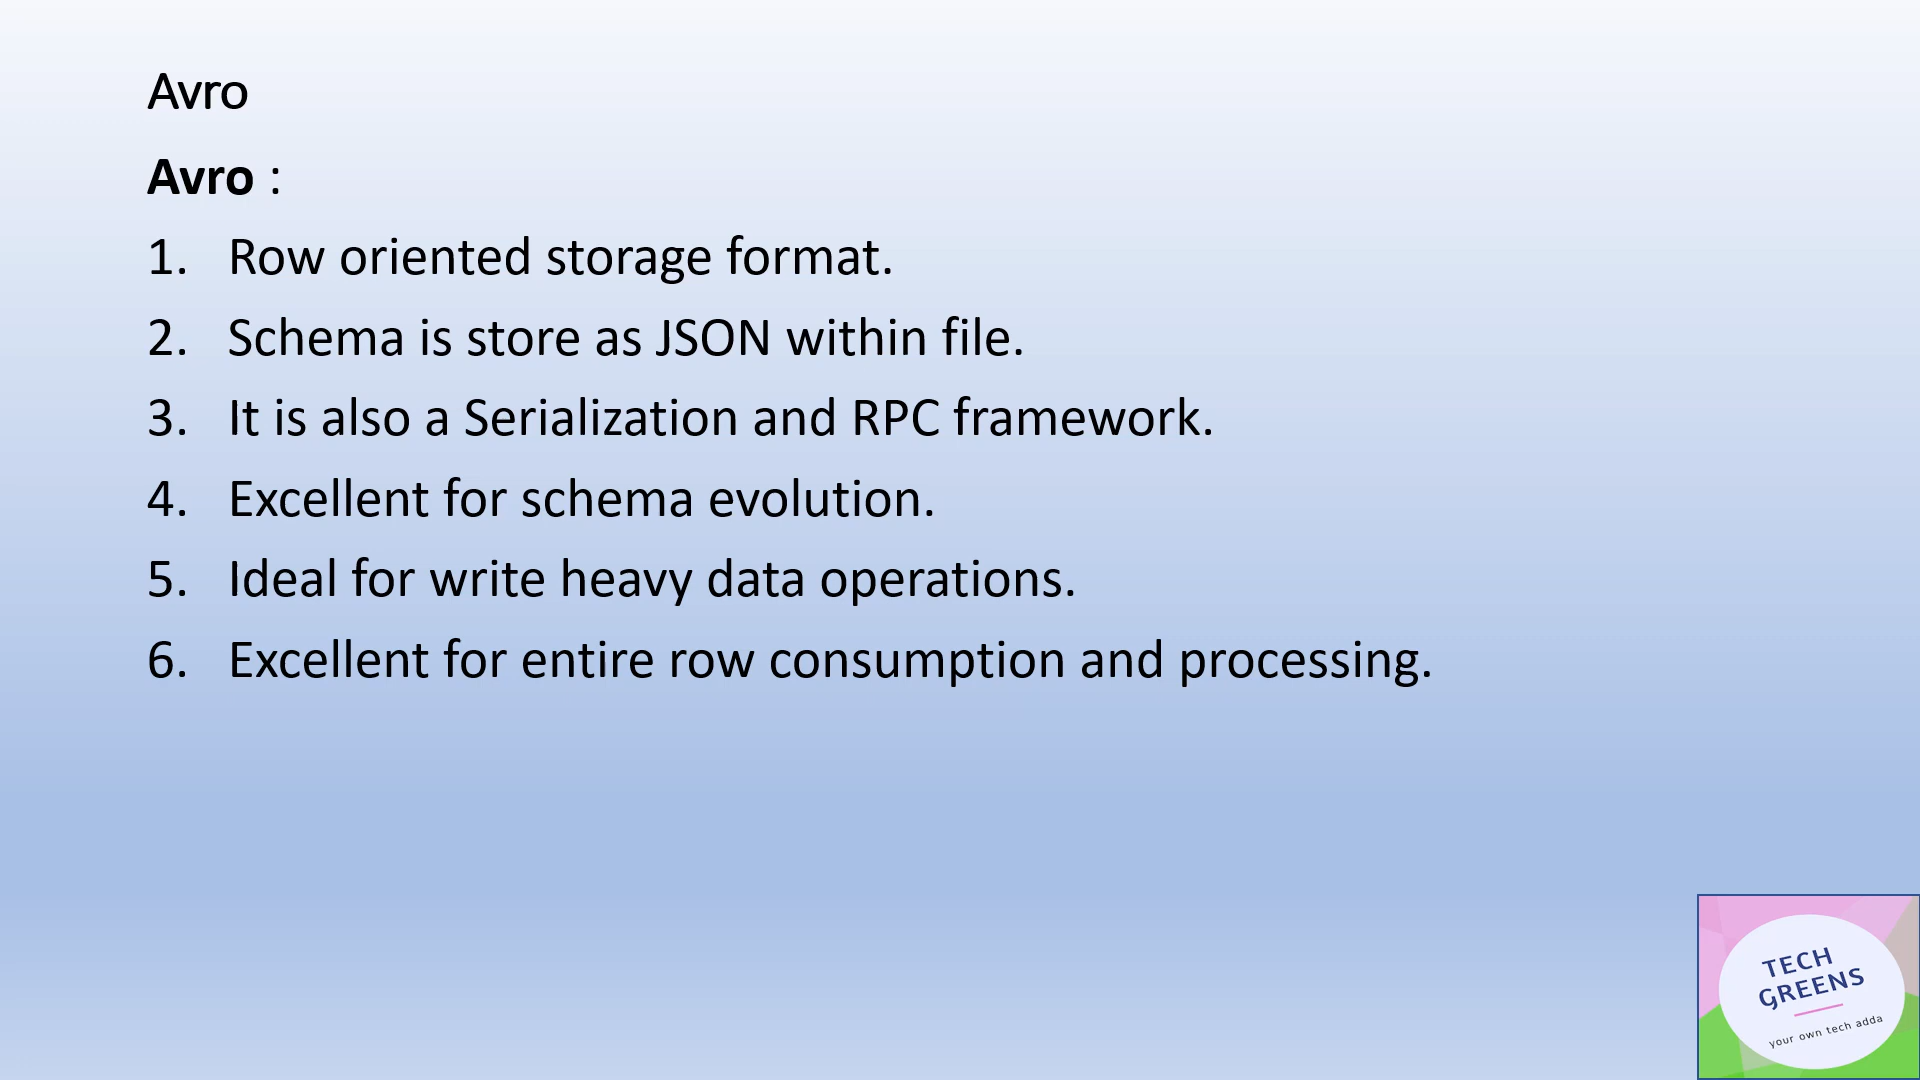 Avro
Avro :
1. Row oriented storage format.
2. Schema is store as JSON within file.
3. It is also a Serialization and RPC framework.
4. Excellent for schema evolution.
5. Ideal for write heavy data operations.
6. Excellent for entire row consumption and processing.
TECH
GREENS
your own tech adda